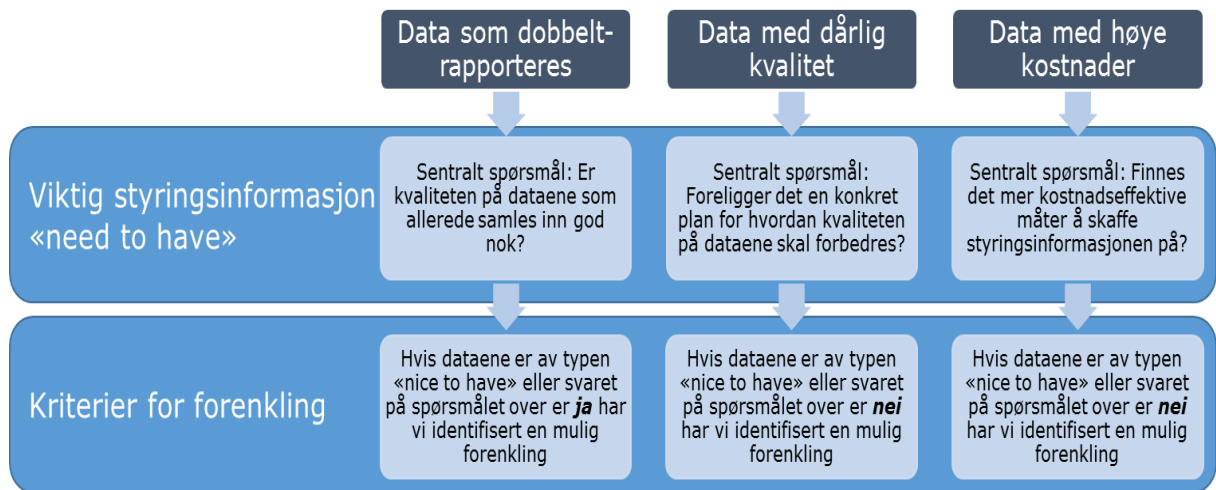 Data som dobbelt-
rapporteres
Data med dårlig
kvalitet
Data med høye
kostnader
Viktig styringsinformasjon
«need to have»
Sentralt spørsmål: Er
kvaliteten på dataene som
allerede samles inn god
nok?
Sentralt spørsmål:
Foreligger det en konkret
plan for hvordan kvaliteten
på dataene skal forbedres?
Sentralt spørsmål: Finnes
det mer kostnadseffektive
måter å skaffe
styringsinformasjonen på?
Kriterier for forenkling
Hvis dataene er av typen
«nice to have» eller svaret
på spørsmålet over er ja har
vi identifisert en mulig
forenkling
Hvis dataene er av typen
«nice to have» eller svaret
på spørsmålet over er nei
har vi identifisert en mulig
forenkling
Hvis dataene er av typen
«nice to have» eller svaret
på spørsmålet over er nei
har vi identifisert en mulig
forenkling